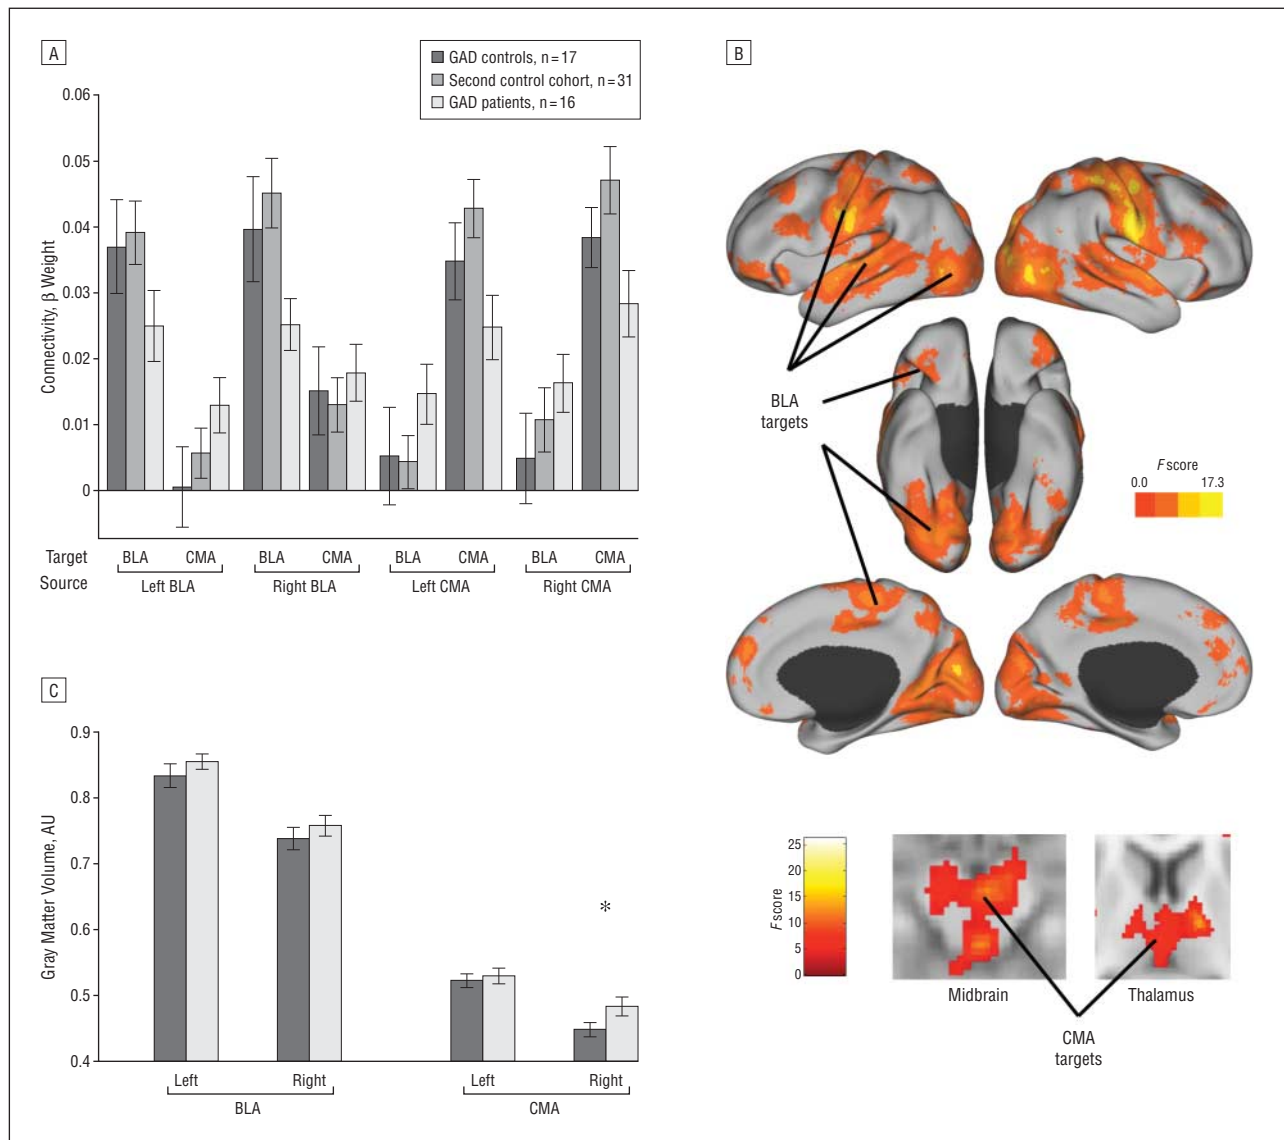 A
GAD controls, n=17
Second control cohort, n=31
GAD patients, n=16
0.06
0.05
0.04
0.03
0.02
0.01
0
Connectivity, β Weight
Target BLA CMA BLA CMA BLA CMA BLA CMA
Source Left BLA Right BLA Left CMA Right CMA
B
BLA
targets
F score
0.0 17.3
C
0.9
0.8
0.7
0.6
0.5
0.4
Gray Matter Volume, AU
*
Left Right Left Right
BLA CMA
25
20
15
10
5
0
F score
Midbrain Thalamus
CMA
targets